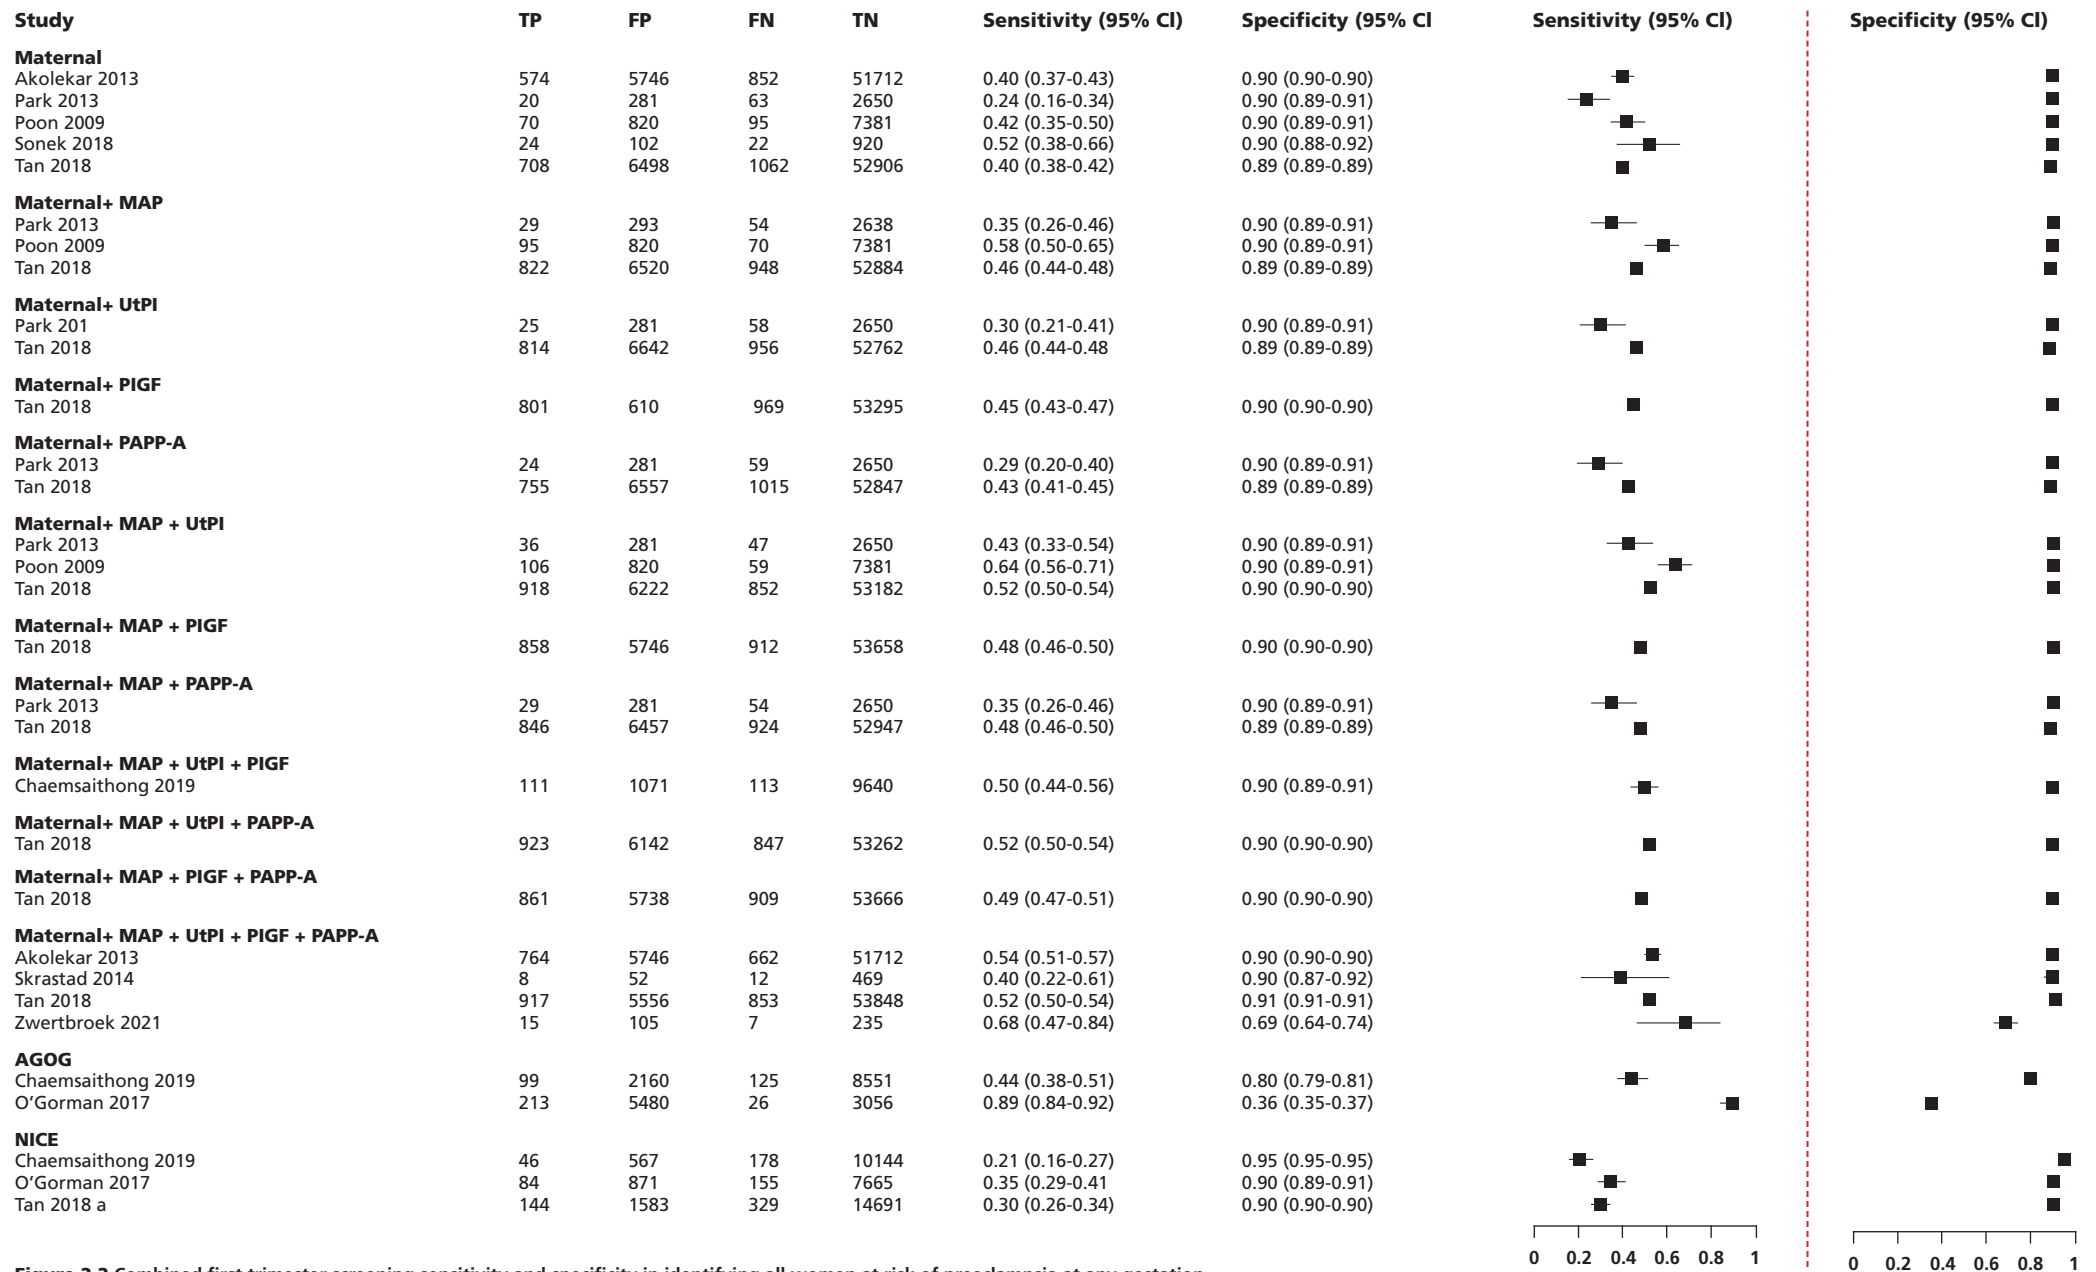 Study TP FP FN TN Sensitivity (95% CI) Specificity (95% CI Sensitivity (95% CI) Specificity (95% CI)
Maternal
Akolekar 2013 574 5746 852 51712 0.40 (0.37-0.43) 0.90 (0.90-0.90)
Park 2013 20 281 63 2650 0.24 (0.16-0.34) 0.90 (0.89-0.91)
Poon 2009 70 820 95 7381 0.42 (0.35-0.50) 0.90 (0.89-0.91)
Sonek 2018 24 102 22 920 0.52 (0.38-0.66) 0.90 (0.88-0.92)
Tan 2018 708 6498 1062 52906 0.40 (0.38-0.42) 0.89 (0.89-0.89)
Maternal+ MAP
Park 2013 29 293 54 2638 0.35 (0.26-0.46) 0.90 (0.89-0.91)
Poon 2009 95 820 70 7381 0.58 (0.50-0.65) 0.90 (0.89-0.91)
Tan 2018 822 6520 948 52884 0.46 (0.44-0.48) 0.89 (0.89-0.89)
Maternal+ UtPI
Park 201 25 281 58 2650 0.30 (0.21-0.41) 0.90 (0.89-0.91)
Tan 2018 814 6642 956 52762 0.46 (0.44-0.48 0.89 (0.89-0.89)
Maternal+ PIGF
Tan 2018 801 610 969 53295 0.45 (0.43-0.47) 0.90 (0.90-0.90)
Maternal+ PAPP-A
Park 2013 24 281 59 2650 0.29 (0.20-0.40) 0.90 (0.89-0.91)
Tan 2018 755 6557 1015 52847 0.43 (0.41-0.45) 0.89 (0.89-0.89)
Maternal+ MAP + UtPI
Park 2013 36 281 47 2650 0.43 (0.33-0.54) 0.90 (0.89-0.91)
Poon 2009 106 820 59 7381 0.64 (0.56-0.71) 0.90 (0.89-0.91)
Tan 2018 918 6222 852 53182 0.52 (0.50-0.54) 0.90 (0.90-0.90)
Maternal+ MAP + PIGF
Tan 2018 858 5746 912 53658 0.48 (0.46-0.50) 0.90 (0.90-0.90)
Maternal+ MAP + PAPP-A
Park 2013 29 281 54 2650 0.35 (0.26-0.46) 0.90 (0.89-0.91)
Tan 2018 846 6457 924 52947 0.48 (0.46-0.50) 0.89 (0.89-0.89)
Maternal+ MAP + UtPI + PIGF
Chaemsaithong 2019 111 1071 113 9640 0.50 (0.44-0.56) 0.90 (0.89-0.91)
Maternal+ MAP + UtPI + PAPP-A
Tan 2018 923 6142 847 53262 0.52 (0.50-0.54) 0.90 (0.90-0.90)
Maternal+ MAP + PIGF + PAPP-A
Tan 2018 861 5738 909 53666 0.49 (0.47-0.51) 0.90 (0.90-0.90)
Maternal+ MAP + UtPI + PIGF + PAPP-A
Akolekar 2013 764 5746 662 51712 0.54 (0.51-0.57) 0.90 (0.90-0.90)
Skrastad 2014 8 52 12 469 0.40 (0.22-0.61) 0.90 (0.87-0.92)
Tan 2018 917 5556 853 53848 0.52 (0.50-0.54) 0.91 (0.91-0.91)
Zwertbroek 2021 15 105 7 235 0.68 (0.47-0.84) 0.69 (0.64-0.74)
AGOG
Chaemsaithong 2019 99 2160 125 8551 0.44 (0.38-0.51) 0.80 (0.79-0.81)
O'Gorman 2017 213 5480 26 3056 0.89 (0.84-0.92) 0.36 (0.35-0.37)
NICE
Chaemsaithong 2019 46 567 178 10144 0.21 (0.16-0.27) 0.95 (0.95-0.95)
O'Gorman 2017 84 871 155 7665 0.35 (0.29-0.41 0.90 (0.89-0.91)
Tan 2018 a 144 1583 329 14691 0.30 (0.26-0.34) 0.90 (0.90-0.90)
0 0.2 0.4 0.6 0.8 1 0 0.2 0.4 0.6 0.8 1
Combined first trimester screening sensitivity and specificity in identifying all women at risk of preeclampsia at any gestation